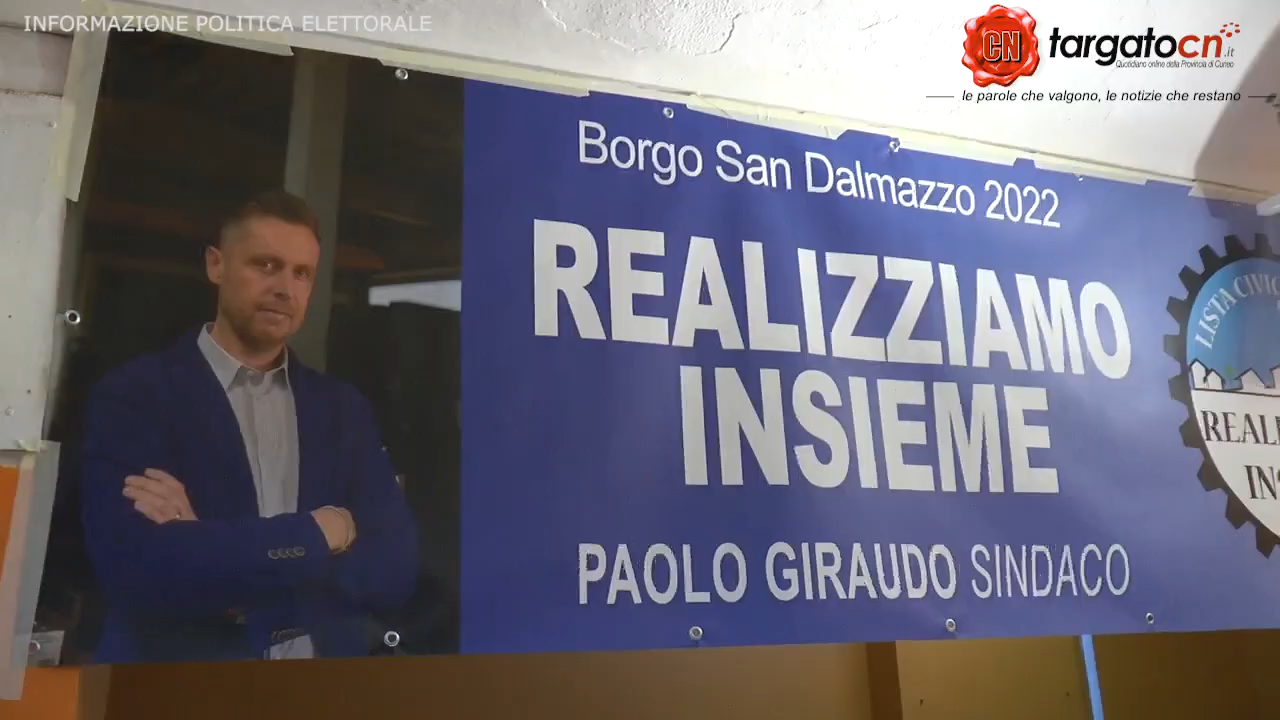 INFORMAZIONE POLITICA ELETTORALE
CN
targatocn.it
Quotidiano online della Provincia di Cuneo
le parole che valgono, le notizie che restano
Borgo San Dalmazzo 2022
REALIZZIAMO
INSIEME
PAOLO GIRAUDO SINDACO
LISTA